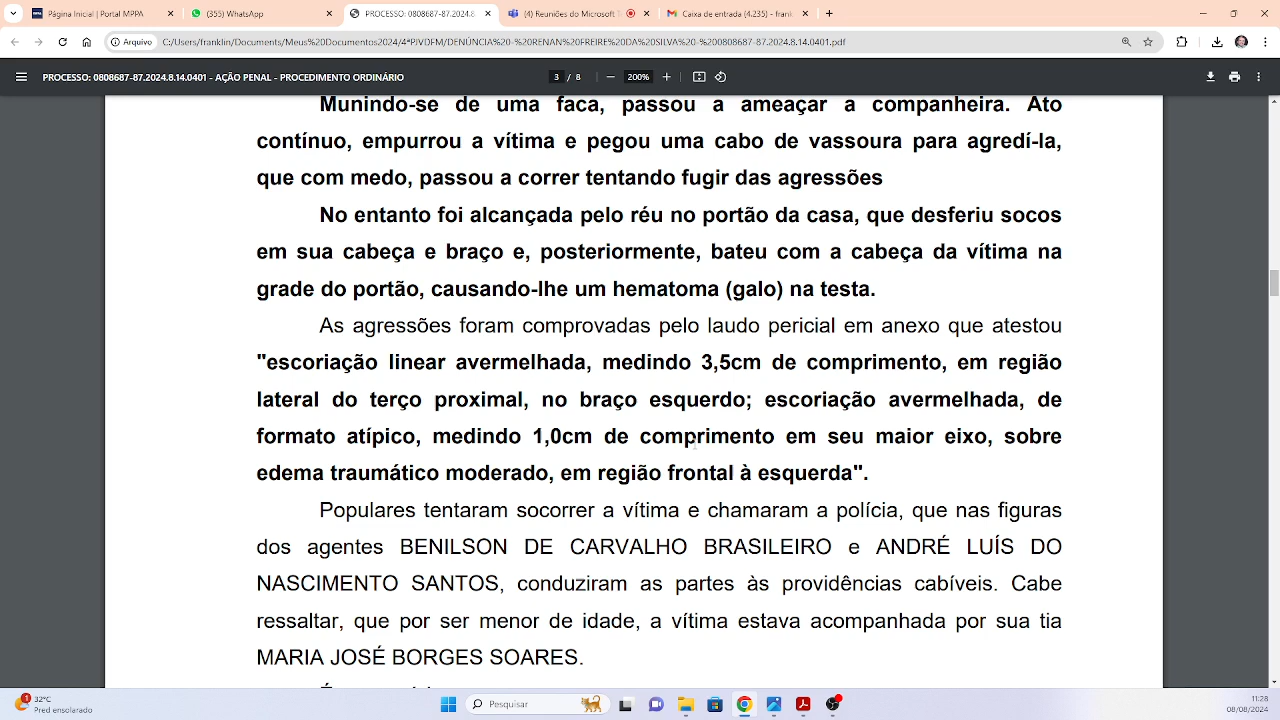 Página Inicial | Portal MPPA
(355) WhatsApp
PROCESSO: 0808687-87.2024.8
(4) Reuniões do Microsoft
Caixa de entrada (4.235) - frank
Arquivo
C:/Users/franklin/Documents/Meus%20Documentos2024/4ªPJVDFM/DENÚNCIA%20-%20RENAN%20FREIRE%20DA%20SILVA%20-%200808687-87.2024.8.14.0401.pdf
PROCESSO: 0808687-87.2024.8.14.0401 - AÇÃO PENAL - PROCEDIMENTO ORDINÁRIO
3 / 8
200%
Munindo-se de uma faca, passou a ameaçar a companheira. Ato
contínuo, empurrou a vítima e pegou uma cabo de vassoura para agredí-la,
que com medo, passou a correr tentando fugir das agressões
No entanto foi alcançada pelo réu no portão da casa, que desferiu socos
em sua cabeça e braço e, posteriormente, bateu com a cabeça da vítima na
grade do portão, causando-lhe um hematoma (galo) na testa.
As agressões foram comprovadas pelo laudo pericial em anexo que atestou
"escoriação linear avermelhada, medindo 3,5cm de comprimento, em região
lateral do terço proximal, no braço esquerdo; escoriação avermelhada, de
formato atípico, medindo 1,0cm de comprimento em seu maior eixo, sobre
edema traumático moderado, em região frontal à esquerda".
Populares tentaram socorrer a vítima e chamaram a polícia, que nas figuras
dos agentes BENILSON DE CARVALHO BRASILEIRO e ANDRÉ LUÍS DO
NASCIMENTO SANTOS, conduziram as partes às providências cabíveis. Cabe
ressaltar, que por ser menor de idade, a vítima estava acompanhada por sua tia
MARIA JOSÉ BORGES SOARES.
1
32°C
Pred ensolarado
Pesquisar
11:28
08/08/2024